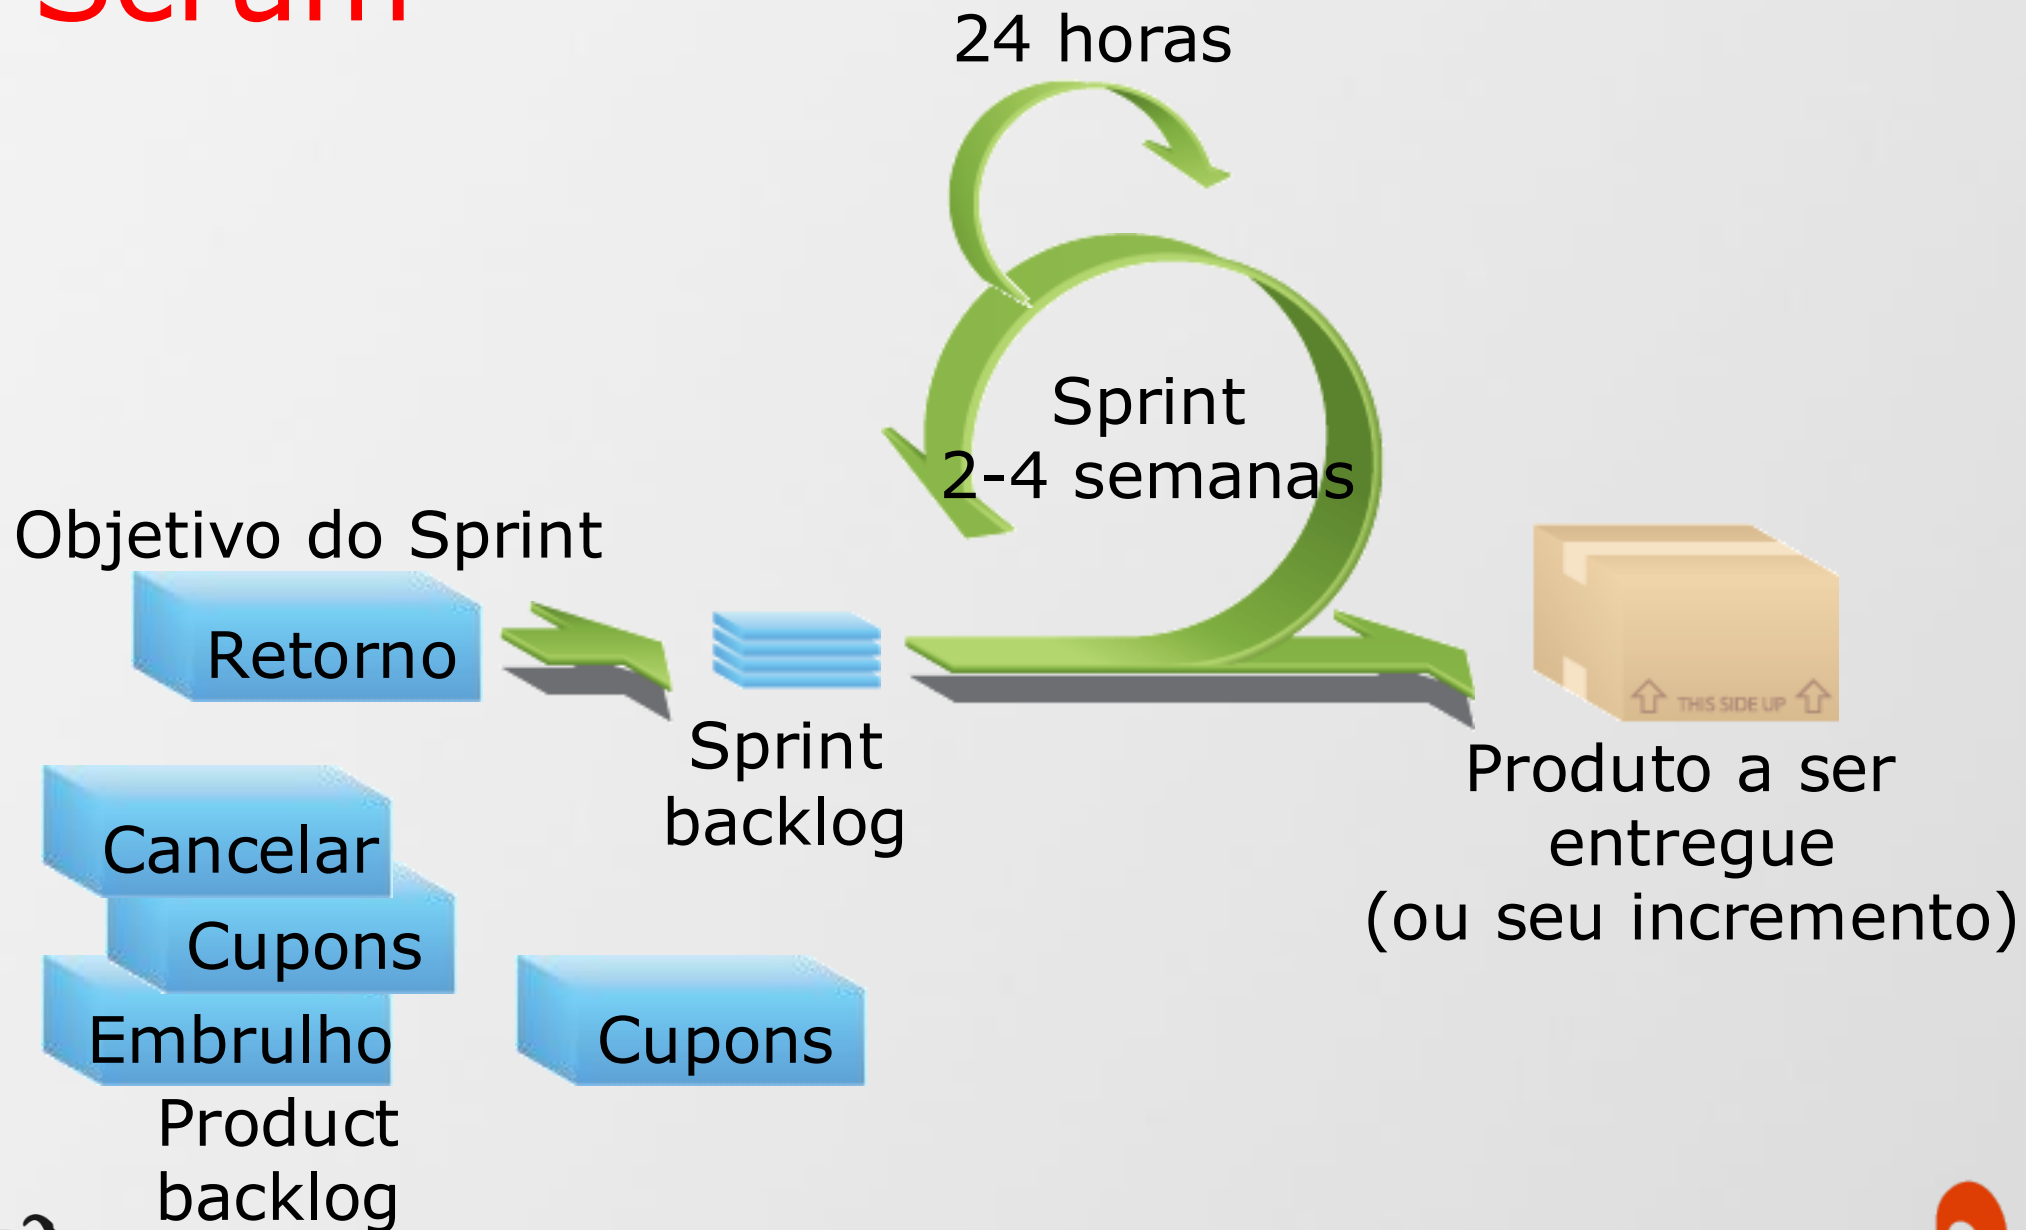 Scrum
24 horas
Sprint
2-4 semanas
Objetivo do Sprint
Retorno
THIS SIDE UP
Sprint
backlog
Produto a ser
entregue
(ou seu incremento)
Cancelar
Cupons
Embrulho
Cupons
Product
backlog